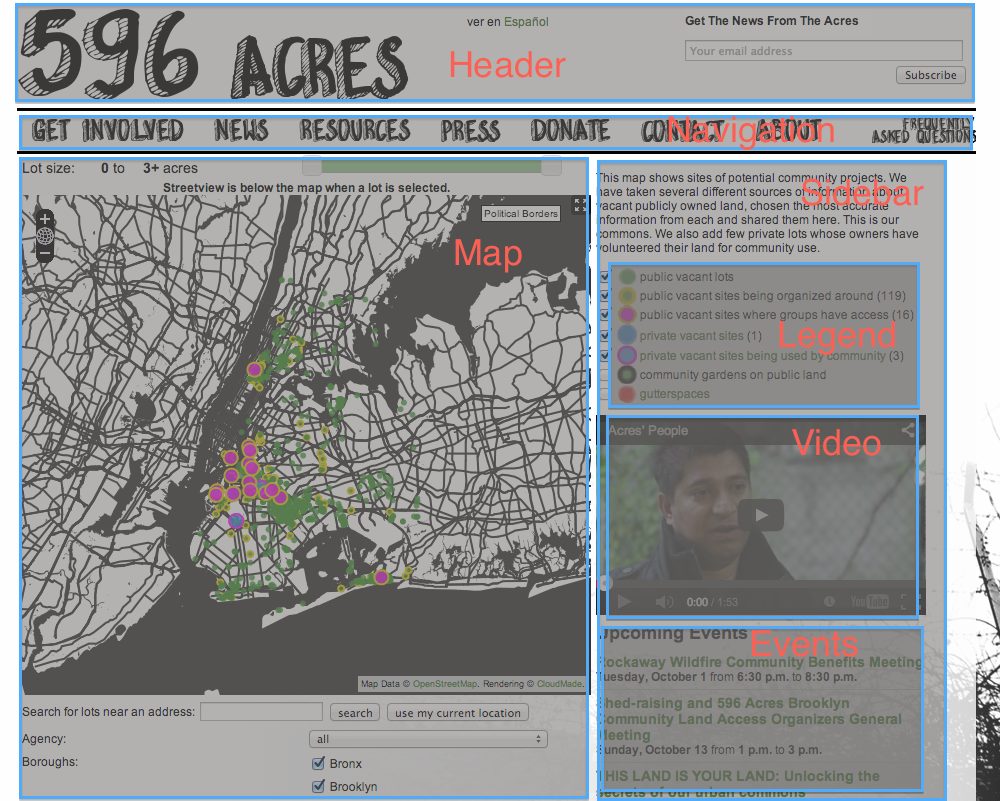 596 ACRES
ver en Español
Get The News From The Acres
Your email address
Subscribe
Header
GET INVOLVED NEWS RESOURCES PRESS DONATE CONTACT ABOUT FREQUENTLY
ASKED QUESTIONS
Navigation
Lot size: 0 to 3+ acres
Streetview is below the map when a lot is selected.
Political Borders
Map
Map Data © OpenStreetMap. Rendering © CloudMade.
Search for lots near an address: search use my current location
Agency: all
Boroughs: Bronx
Brooklyn
Sidebar
This map shows sites of potential community projects. We
have taken several different sources of information about
vacant publicly owned land, chosen the most accurate
information from each and shared them here. This is our
commons. We also add few private lots whose owners have
volunteered their land for community use.
Legend
public vacant lots
public vacant sites being organized around (119)
public vacant sites where groups have access (16)
private vacant sites (1)
private vacant sites being used by community (3)
community gardens on public land
gutterspaces
Video
Acres' People
0:00 / 1:53
YouTube
Events
Upcoming Events
Rockaway Wildfire Community Benefits Meeting
Tuesday, October 1 from 6:30 p.m. to 8:30 p.m.
Shed-raising and 596 Acres Brooklyn
Community Land Access Organizers General
Meeting
Sunday, October 13 from 1 p.m. to 3 p.m.
THIS LAND IS YOUR LAND: Unlocking the
secrets of our urban commons